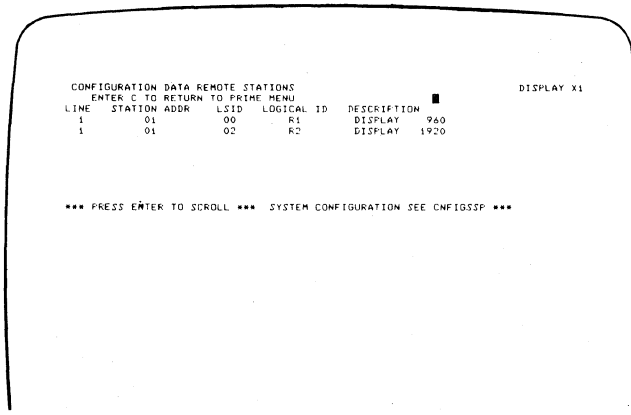 CONFIGURATION DATA REMOTE STATIONS DISPLAY X1
ENTER C TO RETURN TO PRIME MENU
LINE STATION ADDR LSID LOGICAL ID DESCRIPTION
1 01 00 R1 DISPLAY 960
1 01 02 R2 DISPLAY 1920
*** PRESS ENTER TO SCROLL *** SYSTEM CONFIGURATION SEE CNFIGSSP ***